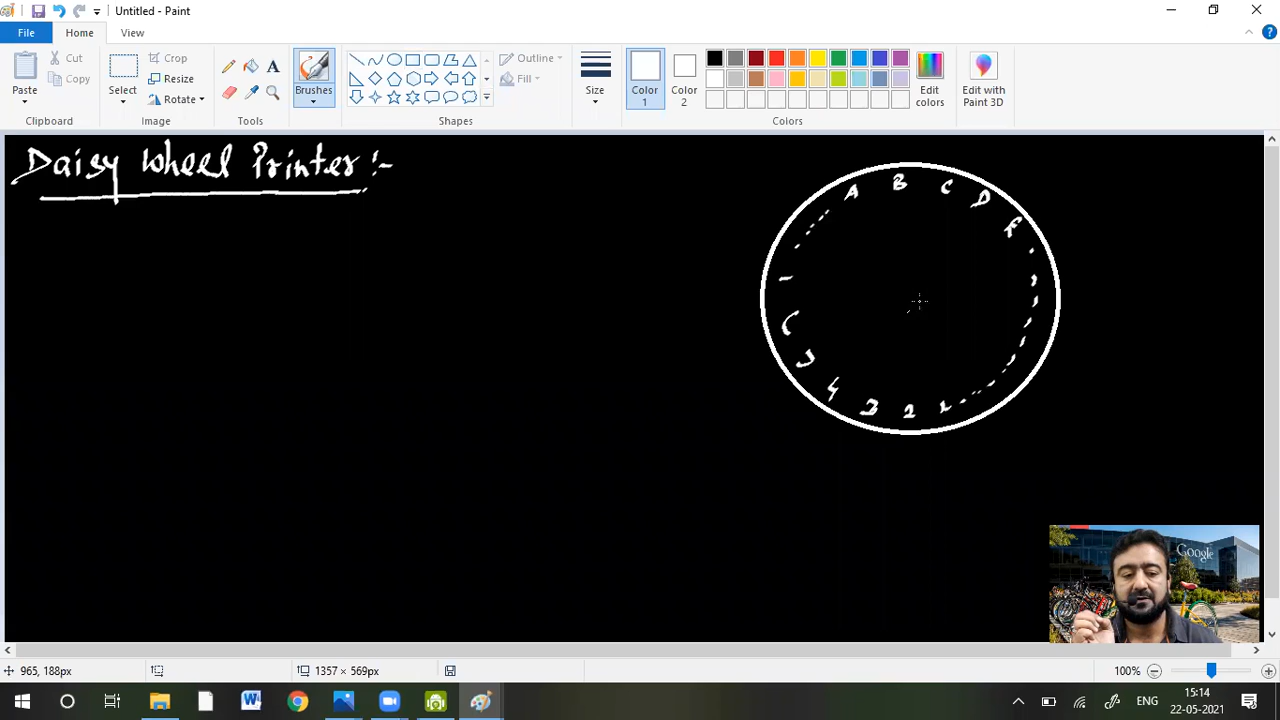 Untitled - Paint
File
Home
View
Paste
Cut
Copy
Clipboard
Select
Crop
Resize
Rotate
Image
Tools
Brushes
Shapes
Outline
Fill
Size
Color 1
Color 2
Colors
Edit colors
Edit with Paint 3D
Daisy Wheel Printer :-
A B C D
2
3
4
Google
965, 188px
1357 × 569px
100%
ENG
15:14
22-05-2021